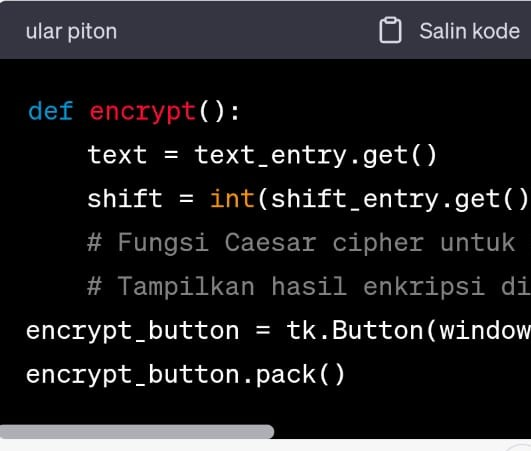 ular piton
Salin kode
def encrypt():
text = text_entry.get()
shift = int(shift_entry.get()
# Fungsi Caesar cipher untuk
# Tampilkan hasil enkripsi di
encrypt_button = tk.Button(window
encrypt_button.pack()